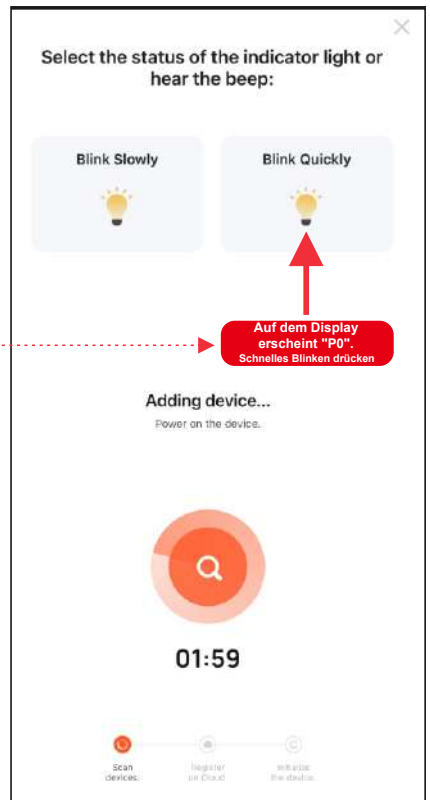 Select the status of the indicator light or
hear the beep:
Blink Slowly
Blink Quickly
Auf dem Display
erscheint "P0".
Schnelles Blinken drücken
Adding device...
Power on the device.
01:59
Scan
devices.
Register
on Cloud
Initialize
the device.